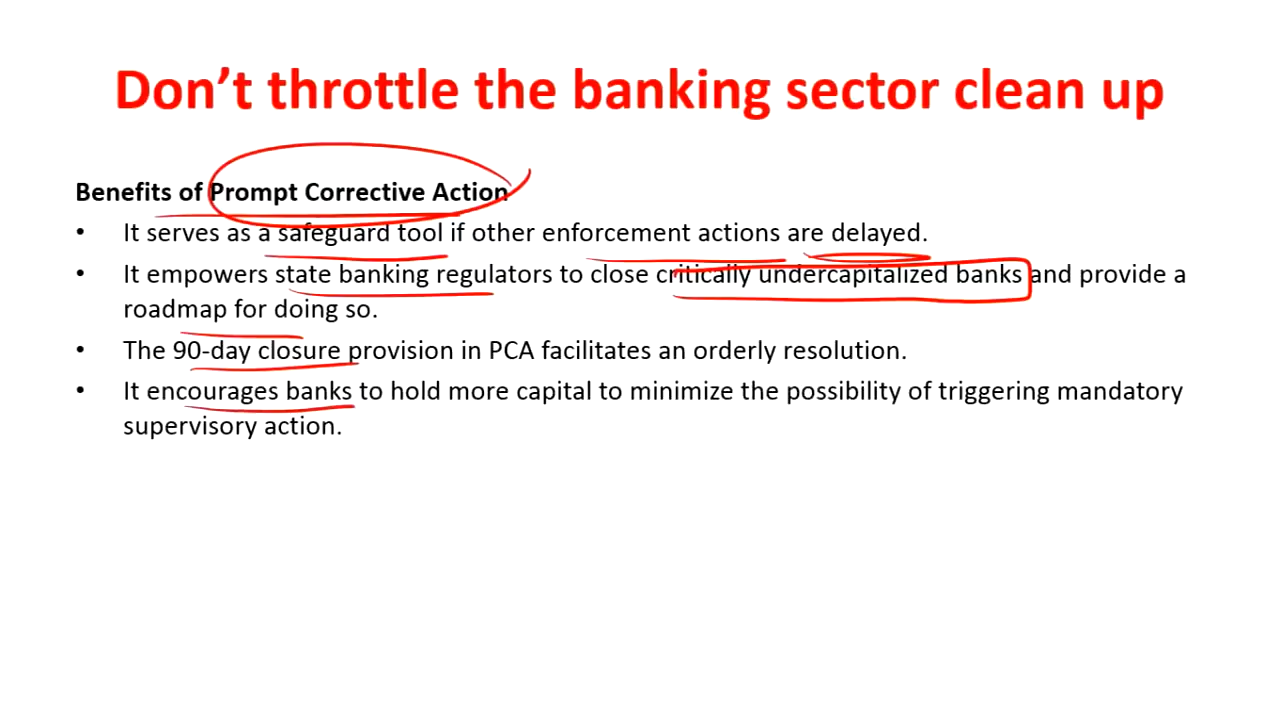 Don’t throttle the banking sector clean up
Benefits of Prompt Corrective Action
• It serves as a safeguard tool if other enforcement actions are delayed.
• It empowers state banking regulators to close critically undercapitalized banks and provide a
roadmap for doing so.
• The 90-day closure provision in PCA facilitates an orderly resolution.
• It encourages banks to hold more capital to minimize the possibility of triggering mandatory
supervisory action.